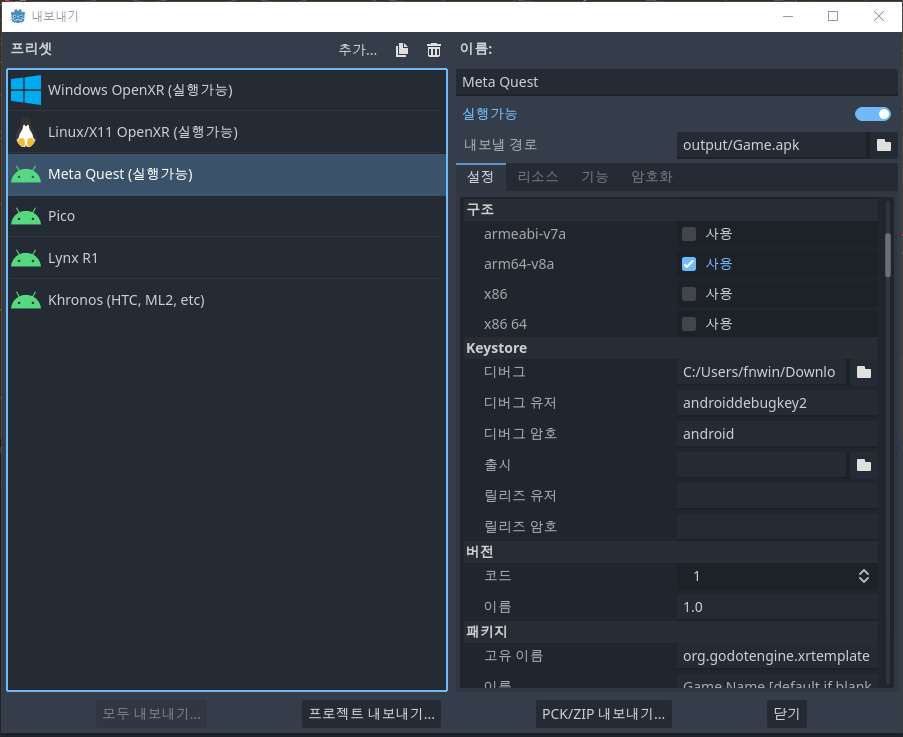 내보내기
프리셋 추가...
Windows OpenXR (실행가능)
Linux/X11 OpenXR (실행가능)
Meta Quest (실행가능)
Pico
Lynx R1
Khronos (HTC, ML2, etc)
이름:
Meta Quest
실행가능
내보낼 경로 output/Game.apk
설정 리소스 기능 암호화
구조
armeabi-v7a 사용
arm64-v8a 사용
x86 사용
x86 64 사용
Keystore
디버그 C:/Users/fnwin/Downlo
디버그 유저 androiddebugkey2
디버그 암호 android
출시
릴리즈 유저
릴리즈 암호
버전
코드 1
이름 1.0
패키지
고유 이름 org.godotengine.xrtemplate
이름 Game Name [default if blank
모두 내보내기... 프로젝트 내보내기... PCK/ZIP 내보내기... 닫기